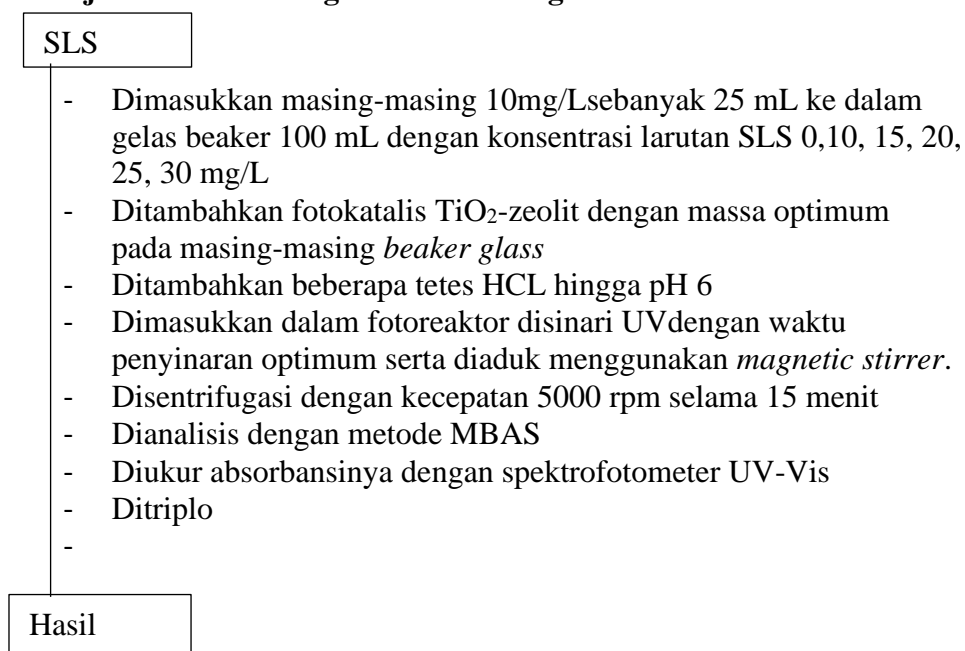 SLS
- Dimasukkan masing-masing 10mg/Lsebanyak 25 mL ke dalam
gelas beaker 100 mL dengan konsentrasi larutan SLS 0,10, 15, 20,
25, 30 mg/L
- Ditambahkan fotokatalis TiO₂-zeolit dengan massa optimum
pada masing-masing beaker glass
- Ditambahkan beberapa tetes HCL hingga pH 6
- Dimasukkan dalam fotoreaktor disinari UVdengan waktu
penyinaran optimum serta diaduk menggunakan magnetic stirrer.
- Disentrifugasi dengan kecepatan 5000 rpm selama 15 menit
- Dianalisis dengan metode MBAS
- Diukur absorbansinya dengan spektrofotometer UV-Vis
- Ditriplo
-
Hasil